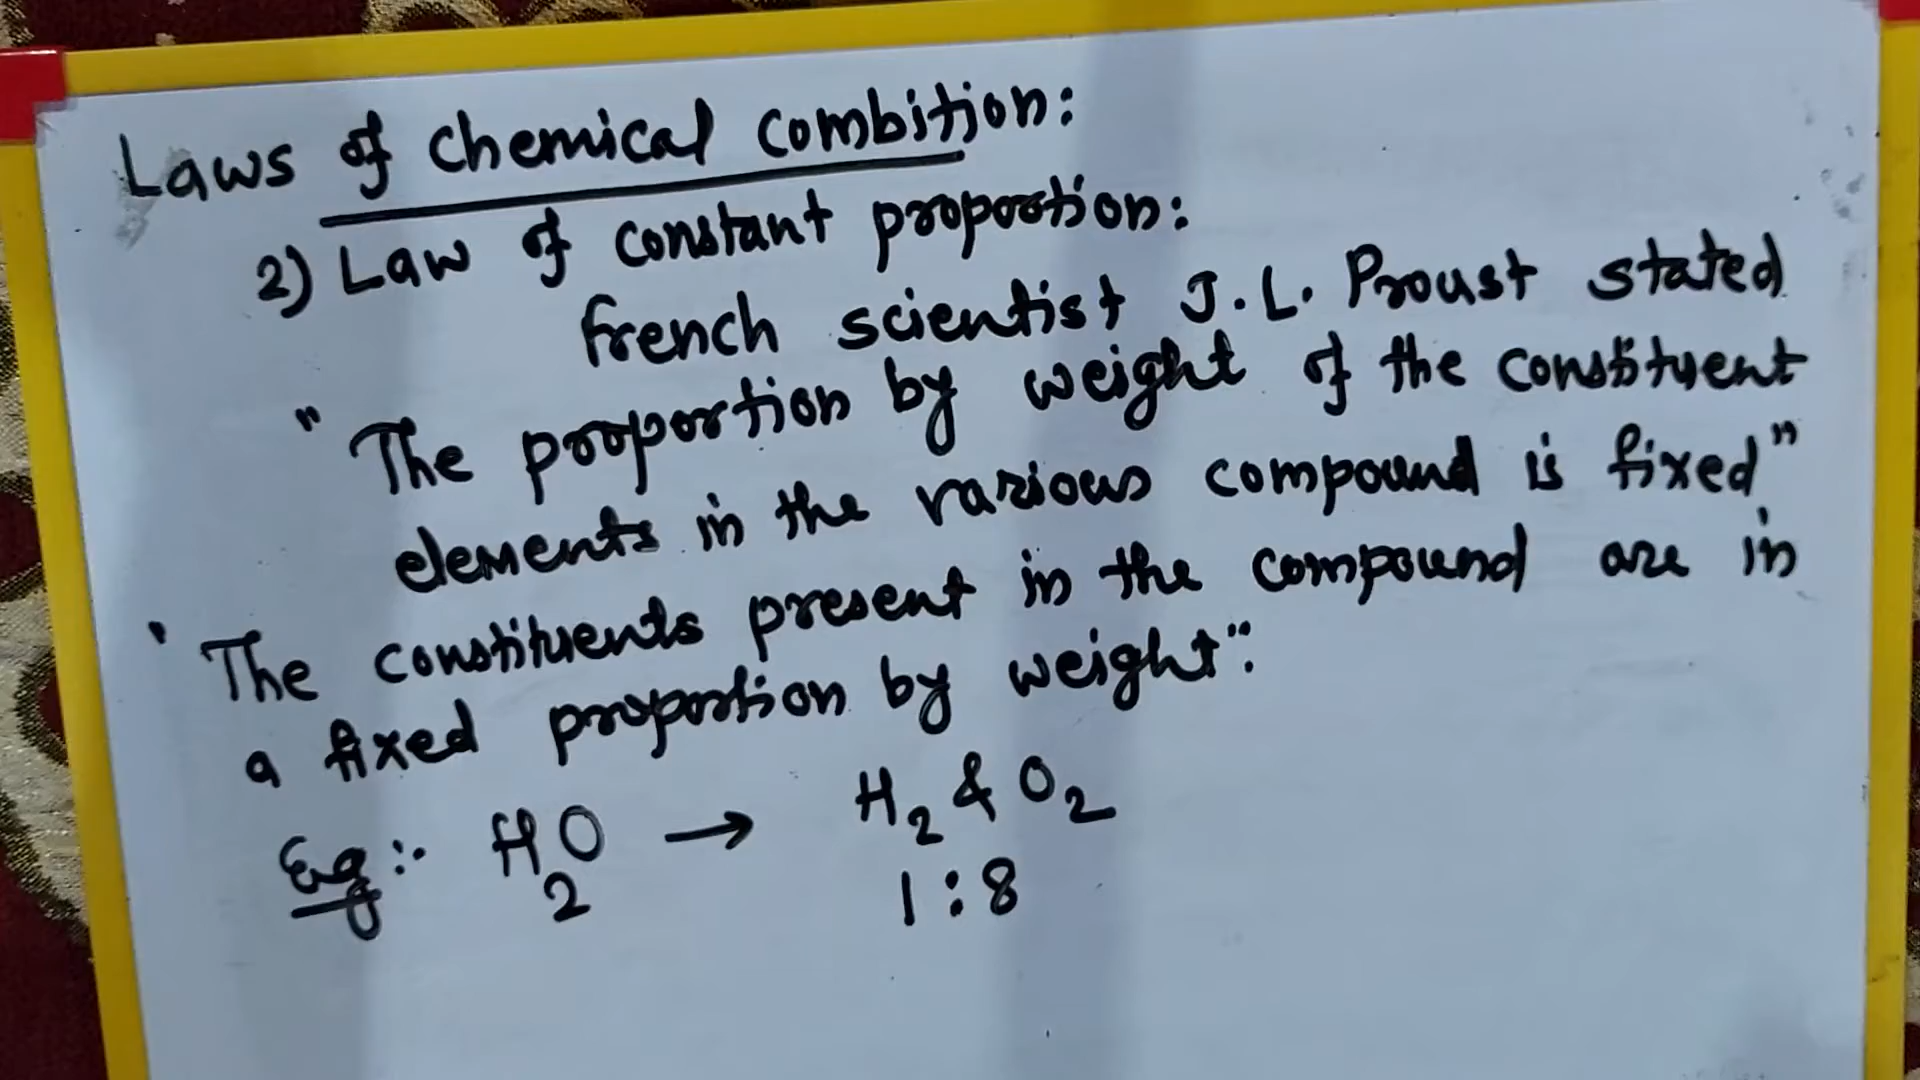 Laws of chemical combition:
2) Law of constant proportion:
french scientist J.L. Proust stated
"The proportion by weight of the constituent
elements in the various compound is fixed"
'The constituents present in the compound are in
a fixed proportion by weight":
Eg:- H2O → H2 & O2
1:8